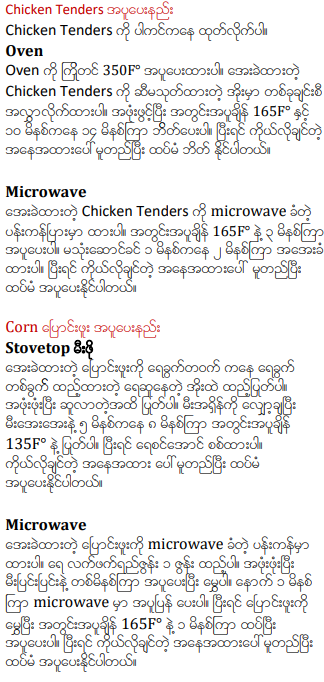 Chicken Tenders အပူပေးနည်း
Chicken Tenders ကို ပါကင်ကနေ ထုတ်လိုက်ပါ။
Oven
Oven ကို ကြိုတင် 350F° အပူပေးထားပါ။ အေးခဲထားတဲ့
Chicken Tenders ကို ဆီမသုတ်ထားတဲ့ အိုးမှာ တစ်ခုချင်းစီ
အလွှာလိုက်ထားပါ။ အဖုံးဖွင့်ပြီး အတွင်းအပူချိန် 165F° နှင့်
၁၀ မိနစ်ကနေ ၁၄ မိနစ်ကြာ ဘိတ်ပေးပါ။ ပြီးရင် ကိုယ်လိုချင်တဲ့
အနေအထားပေါ် မူတည်ပြီး ထပ်မံ ဘိတ် နိုင်ပါတယ်။
Microwave
အေးခဲထားတဲ့ Chicken Tenders ကို microwave ခံတဲ့
ပန်းကန်ပြားမှာ ထားပါ။ အတွင်းအပူချိန် 165F° နဲ့ ၃ မိနစ်ကြာ
အပူပေးပါ။ မသုံးဆောင်ခင် ၁ မိနစ်ကနေ ၂ မိနစ်ကြာ အအေးခံ
ထားပါ။ ပြီးရင် ကိုယ်လိုချင်တဲ့ အနေအထားပေါ် မူတည်ပြီး
ထပ်မံ အပူပေးနိုင်ပါတယ်။
Corn ပြောင်းဖူး အပူပေးနည်း
Stovetop မီးဖို
အေးခဲထားတဲ့ ပြောင်းဖူးကို ရေခွက်တဝက် ကနေ ရေခွက်
တစ်ခွက် ထည့်ထားတဲ့ ရေဆူနေတဲ့ အိုးထဲ ထည့်ပြုတ်ပါ။
အဖုံးဖုံးပြီး ဆူလာတဲ့အထိ ပြုတ်ပါ။ မီးအရှိန်ကို လျှော့ချပြီး
မီးအေးအေးနဲ့ ၅ မိနစ်ကနေ ၈ မိနစ်ကြာ အတွင်းအပူချိန်
135F° နဲ့ ပြုတ်ပါ။ ပြီးရင် ရေစင်အောင် စစ်ထားပါ။
ကိုယ်လိုချင်တဲ့ အနေအထား ပေါ် မူတည်ပြီး ထပ်မံ
အပူပေးနိုင်ပါတယ်။
Microwave
အေးခဲထားတဲ့ ပြောင်းဖူးကို microwave ခံတဲ့ ပန်းကန်မှာ
ထားပါ။ ရေ လက်ဖက်ရည်ဇွန်း ၁ ဇွန်း ထည့်ပါ။ အဖုံးဖုံးပြီး
မီးပြင်းပြင်းနဲ့ တစ်မိနစ်ကြာ အပူပေးပြီး မွှေပါ။ နောက် ၁ မိနစ်
ကြာ microwave မှာ အပူပြန် ပေးပါ။ ပြီးရင် ပြောင်းဖူးကို
မွှေပြီး အတွင်းအပူချိန် 165F° နဲ့ ၁ မိနစ်ကြာ ထပ်ပြီး
အပူပေးပါ။ ပြီးရင် ကိုယ်လိုချင်တဲ့ အနေအထားပေါ် မူတည်ပြီး
ထပ်မံ အပူပေးနိုင်ပါတယ်။